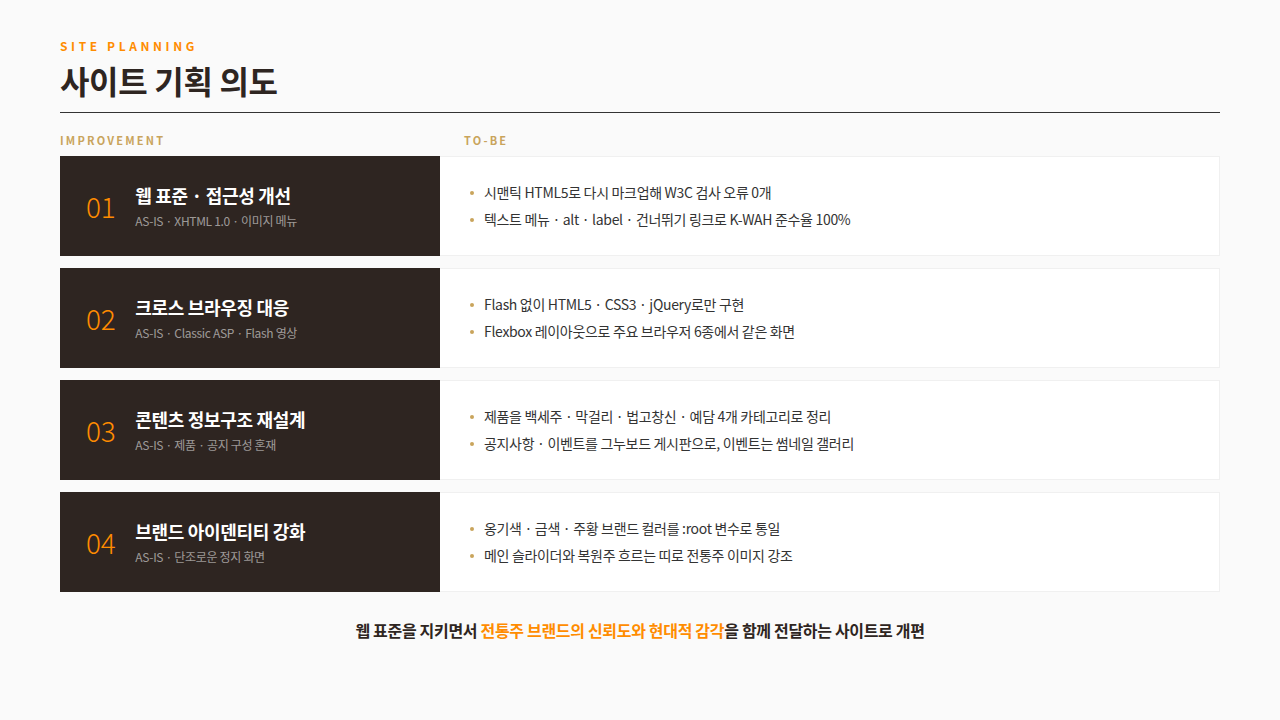 SITE PLANNING
사이트 기획 의도
IMPROVEMENT
TO-BE
01
웹 표준 · 접근성 개선
AS-IS · XHTML 1.0 · 이미지 메뉴
• 시맨틱 HTML5로 다시 마크업해 W3C 검사 오류 0개
• 텍스트 메뉴 · alt · label · 건너뛰기 링크로 K-WAH 준수율 100%
02
크로스 브라우징 대응
AS-IS · Classic ASP · Flash 영상
• Flash 없이 HTML5 · CSS3 · jQuery로만 구현
• Flexbox 레이아웃으로 주요 브라우저 6종에서 같은 화면
03
콘텐츠 정보구조 재설계
AS-IS · 제품 · 공지 구성 혼재
• 제품을 백세주 · 막걸리 · 법고창신 · 예담 4개 카테고리로 정리
• 공지사항 · 이벤트를 그누보드 게시판으로, 이벤트는 썸네일 갤러리
04
브랜드 아이덴티티 강화
AS-IS · 단조로운 정지 화면
• 옹기색 · 금색 · 주황 브랜드 컬러를 :root 변수로 통일
• 메인 슬라이더와 복원주 흐르는 띠로 전통주 이미지 강조
웹 표준을 지키면서 전통주 브랜드의 신뢰도와 현대적 감각을 함께 전달하는 사이트로 개편